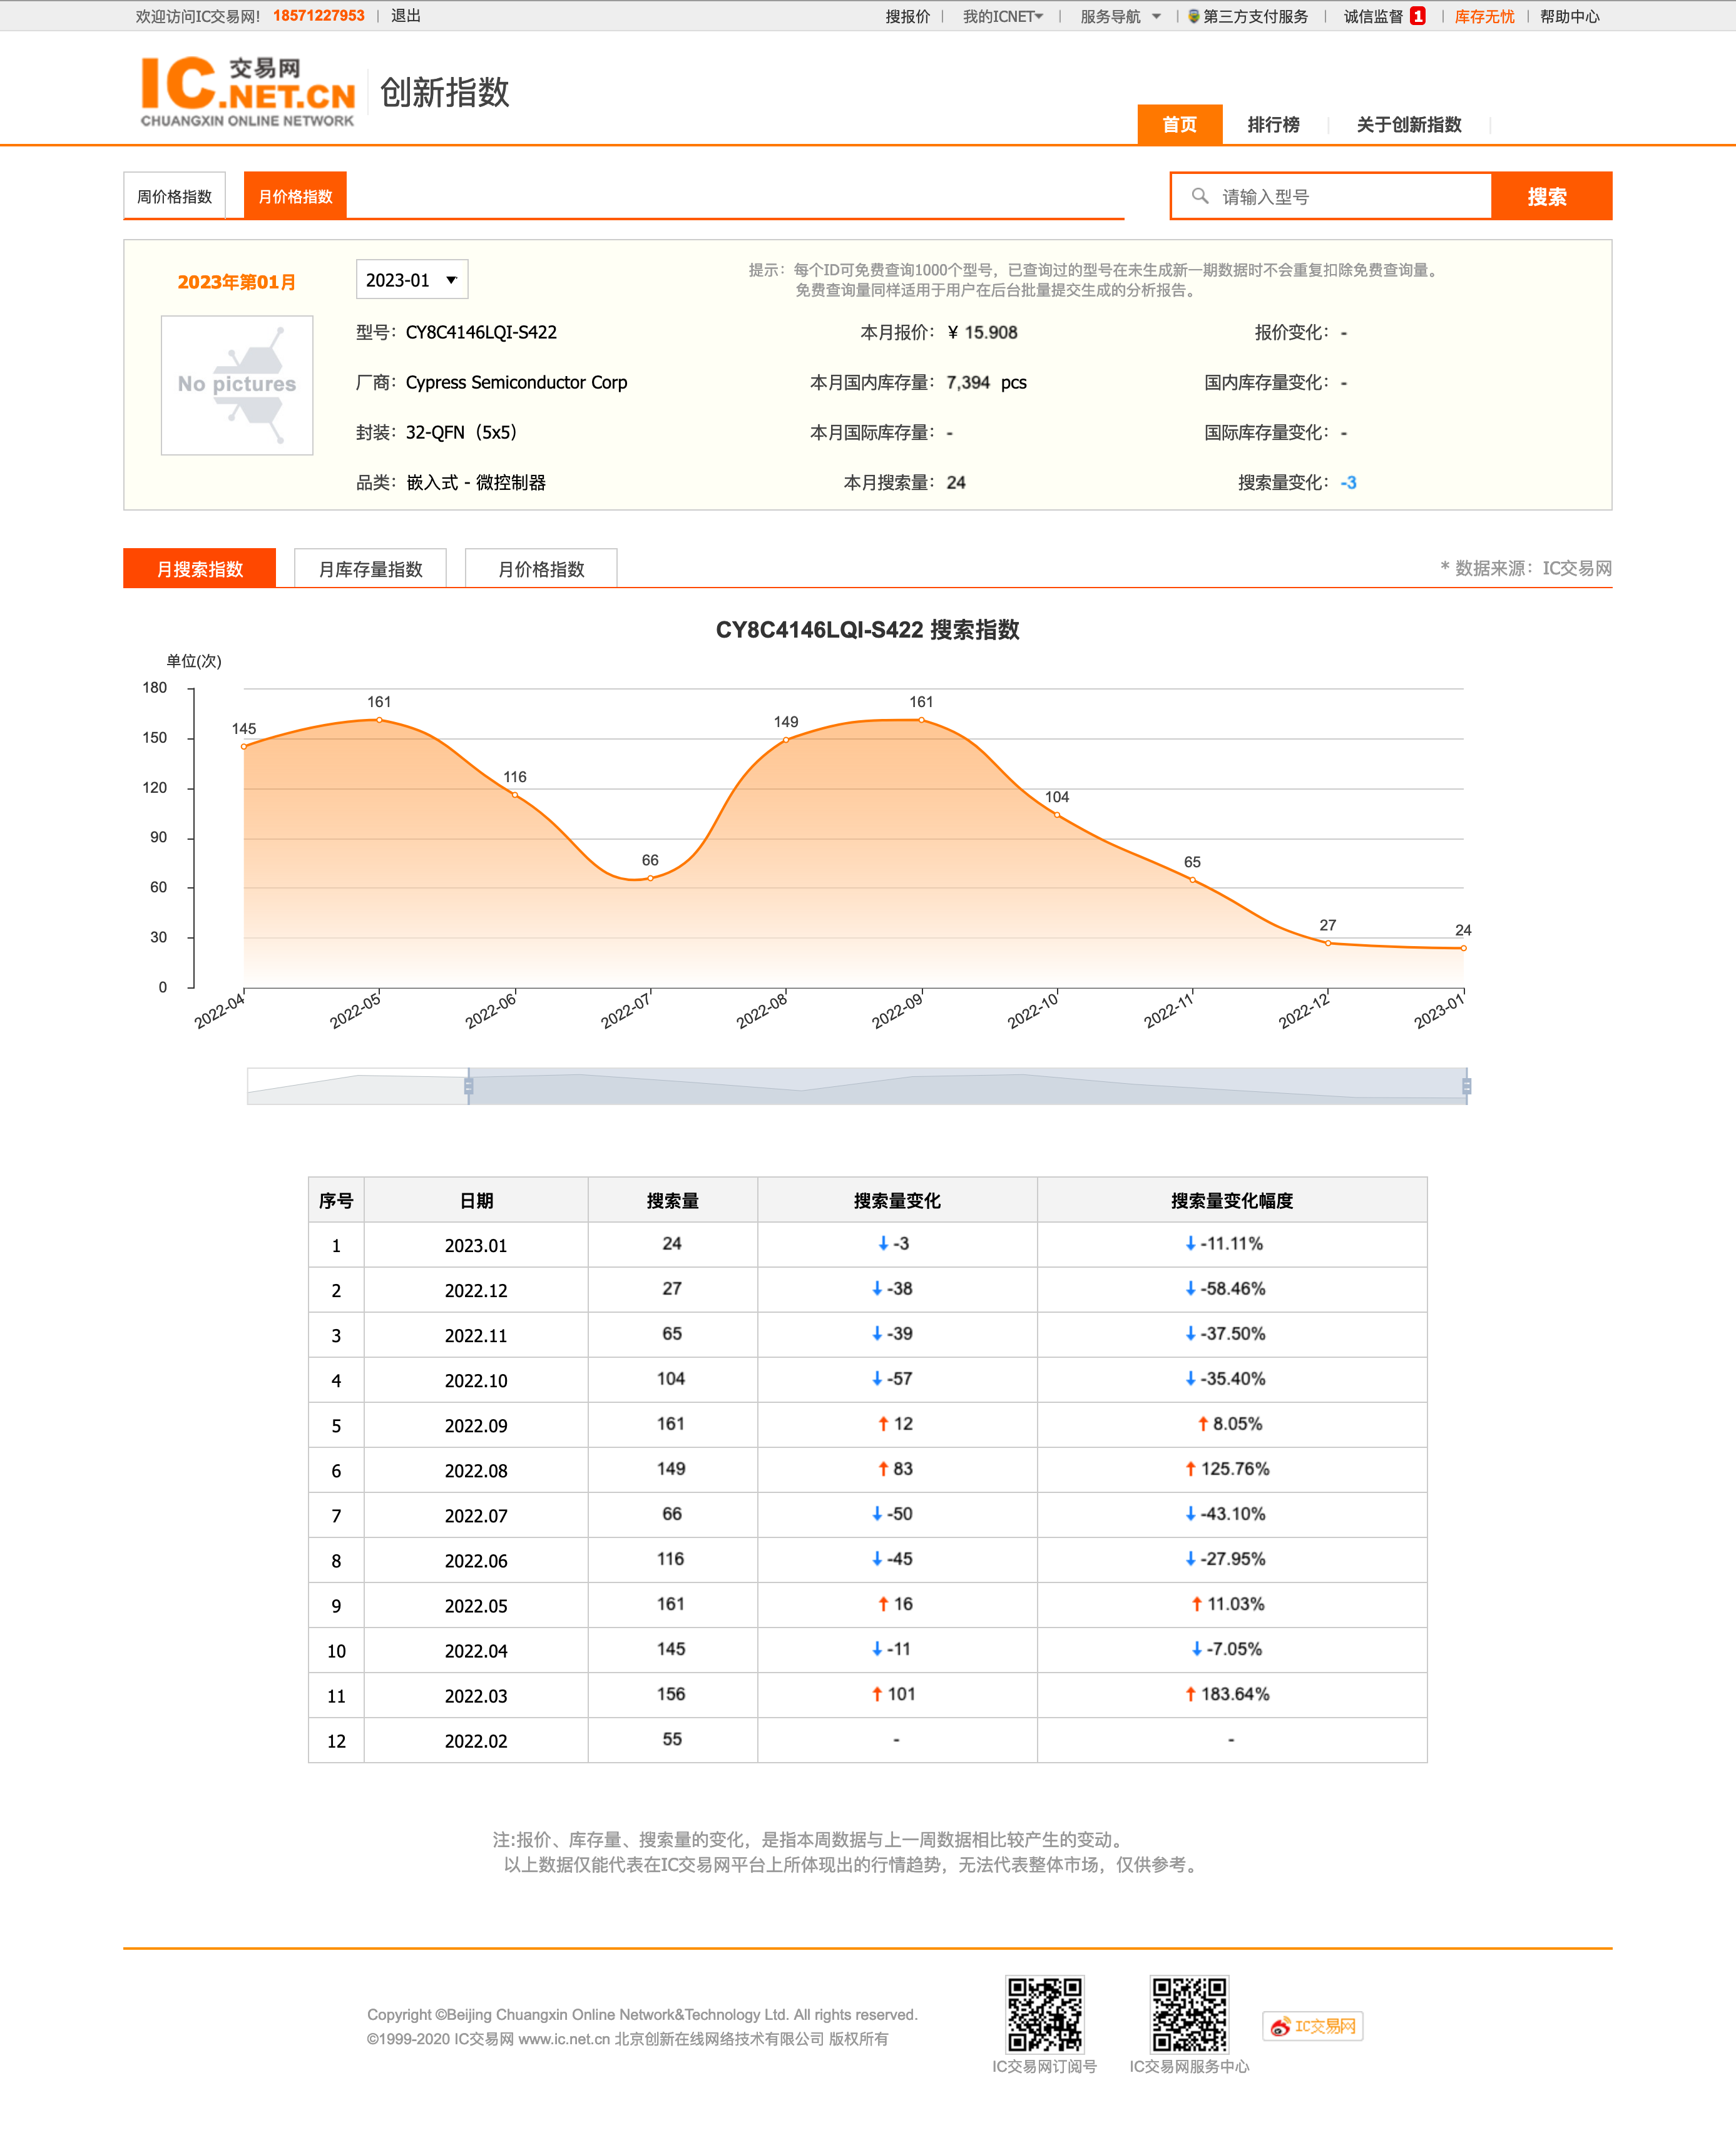 欢迎访问IC交易网! 18571227953 | 退出 搜报价 | 我的ICNET | 服务导航 | 第三方支付服务 | 诚信监督 1 | 库存无忧 | 帮助中心
IC.NET.CN 交易网
CHUANGXIN ONLINE NETWORK
创新指数
首页 排行榜 关于创新指数
周价格指数 月价格指数 请输入型号 搜索
2023年第01月 2023-01
提示：每个ID可免费查询1000个型号，已查询过的型号在未生成新一期数据时不会重复扣除免费查询量。
免费查询量同样适用于用户在后台批量提交生成的分析报告。
No pictures
型号：CY8C4146LQI-S422 本月报价：¥ 15.908 报价变化：-
厂商：Cypress Semiconductor Corp 本月国内库存量：7,394 pcs 国内库存量变化：-
封装：32-QFN（5x5） 本月国际库存量：- 国际库存量变化：-
品类：嵌入式 - 微控制器 本月搜索量：24 搜索量变化：-3
月搜索指数 月库存量指数 月价格指数 * 数据来源：IC交易网
CY8C4146LQI-S422 搜索指数
单位(次)
180
150
120
90
60
30
0
145 161 116 66 149 161 104 65 27 24
2022-04 2022-05 2022-06 2022-07 2022-08 2022-09 2022-10 2022-11 2022-12 2023-01
序号 日期 搜索量 搜索量变化 搜索量变化幅度
1 2023.01 24 ↓ -3 ↓ -11.11%
2 2022.12 27 ↓ -38 ↓ -58.46%
3 2022.11 65 ↓ -39 ↓ -37.50%
4 2022.10 104 ↓ -57 ↓ -35.40%
5 2022.09 161 ↑ 12 ↑ 8.05%
6 2022.08 149 ↑ 83 ↑ 125.76%
7 2022.07 66 ↓ -50 ↓ -43.10%
8 2022.06 116 ↓ -45 ↓ -27.95%
9 2022.05 161 ↑ 16 ↑ 11.03%
10 2022.04 145 ↓ -11 ↓ -7.05%
11 2022.03 156 ↑ 101 ↑ 183.64%
12 2022.02 55 - -
注:报价、库存量、搜索量的变化，是指本周数据与上一周数据相比较产生的变动。
以上数据仅能代表在IC交易网平台上所体现出的行情趋势，无法代表整体市场，仅供参考。
Copyright ©Beijing Chuangxin Online Network&Technology Ltd. All rights reserved.
©1999-2020 IC交易网 www.ic.net.cn 北京创新在线网络技术有限公司 版权所有
IC交易网订阅号 IC交易网服务中心 IC交易网